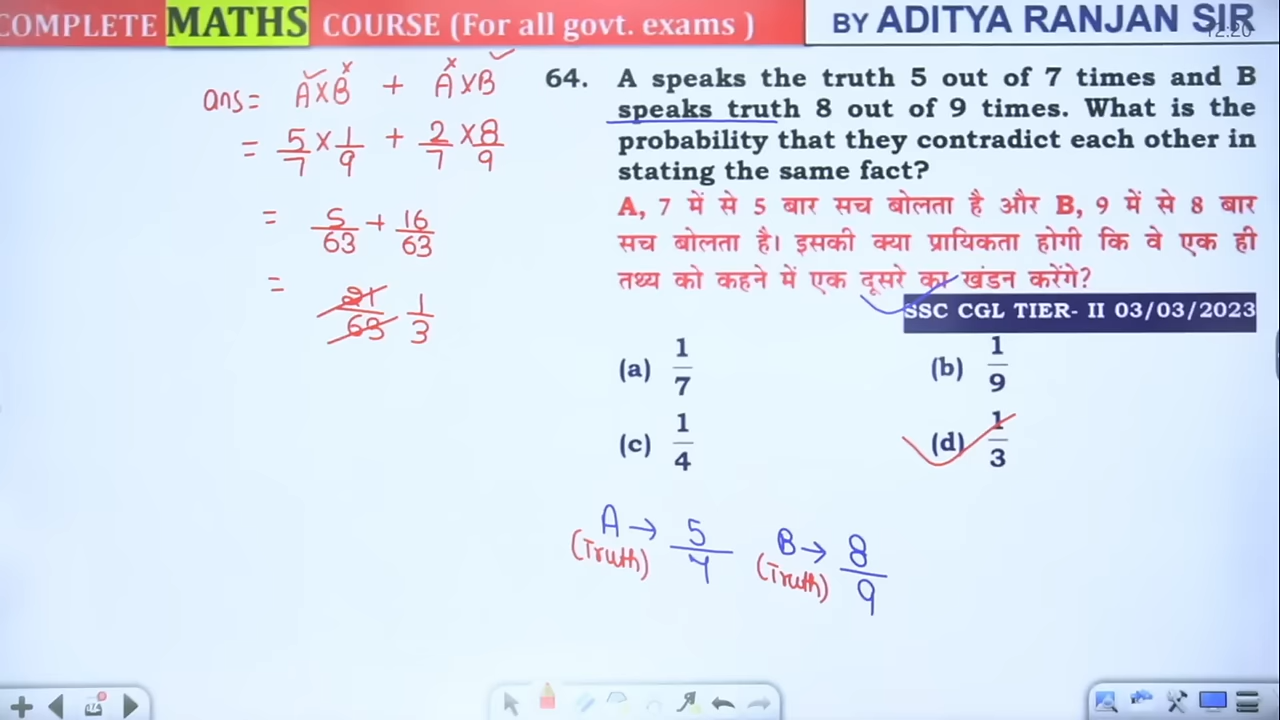 COMPLETE MATHS COURSE (For all govt. exams )
BY ADITYA RANJAN SIR
12:20
64. A speaks the truth 5 out of 7 times and B
speaks truth 8 out of 9 times. What is the
probability that they contradict each other in
stating the same fact?
A, 7 में से 5 बार सच बोलता है और B, 9 में से 8 बार
सच बोलता है। इसकी क्या प्रायिकता होगी कि वे एक ही
तथ्य को कहने में एक दूसरे का खंडन करेंगे?
SSC CGL TIER- II 03/03/2023
(a) 1/7
(b) 1/9
(c) 1/4
(d) 1/3
ans = A✓ × B× + A× × B✓
= 5/7 × 1/9 + 2/7 × 8/9
= 5/63 + 16/63
= 21/63 1/3
A → 5/7
(Truth)
B → 8/9
(Truth)
174